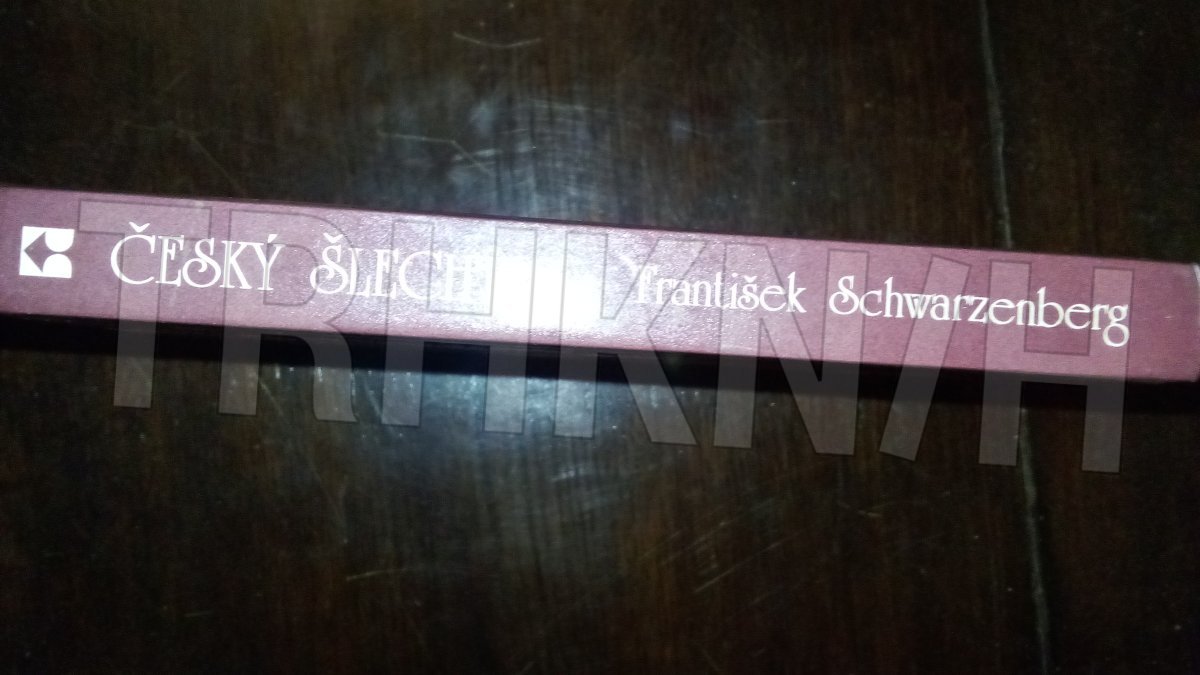 ČESKÝ František Schwarzenberg
TRHKNIH